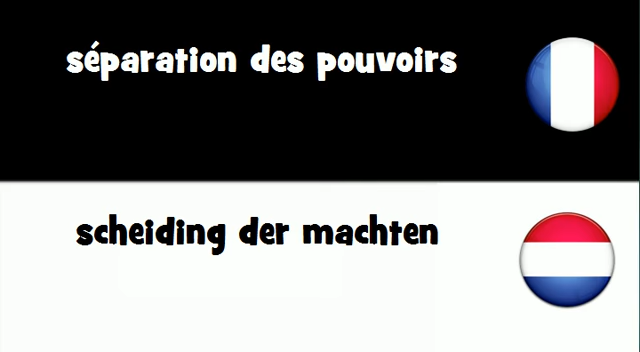 séparation des pouvoirs
scheiding der machten